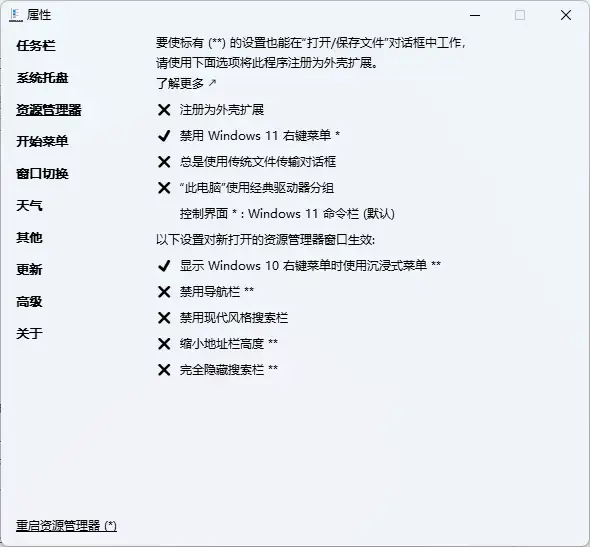 属性
任务栏
系统托盘
资源管理器
开始菜单
窗口切换
天气
其他
更新
高级
关于
要使标有 (**) 的设置也能在“打开/保存文件”对话框中工作，
请使用下面选项将此程序注册为外壳扩展。
了解更多 ↗
注册为外壳扩展
禁用 Windows 11 右键菜单 *
总是使用传统文件传输对话框
“此电脑”使用经典驱动器分组
控制界面 * : Windows 11 命令栏 (默认)
以下设置对新打开的资源管理器窗口生效:
显示 Windows 10 右键菜单时使用沉浸式菜单 **
禁用导航栏 **
禁用现代风格搜索栏
缩小地址栏高度 **
完全隐藏搜索栏 **
重启资源管理器 (*)